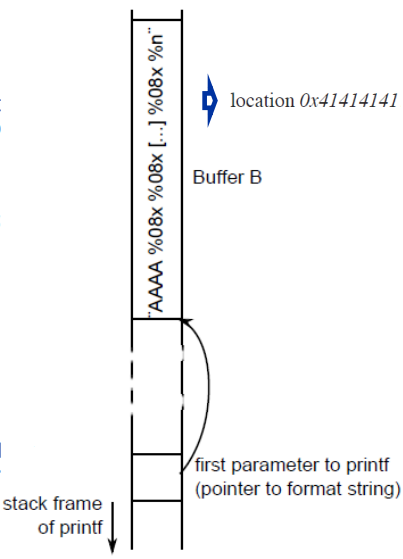 "AAAA %08x %08x [...] %08x %n"
location 0x41414141
Buffer B
first parameter to printf
(pointer to format string)
stack frame
of printf